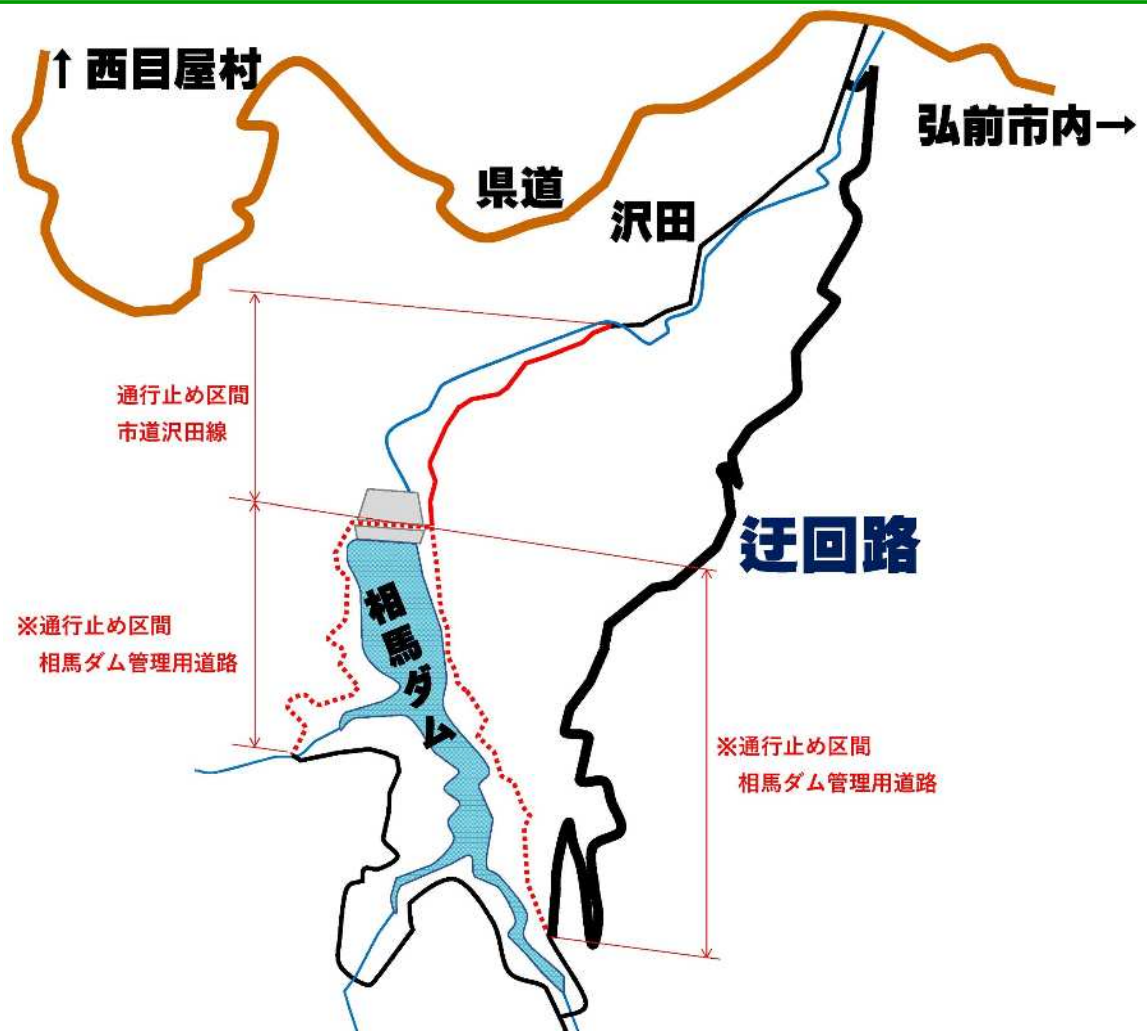 ↑西目屋村
弘前市内→
県道
沢田
通行止め区間
市道沢田線
迂回路
相馬ダム
※通行止め区間
相馬ダム管理用道路
※通行止め区間
相馬ダム管理用道路